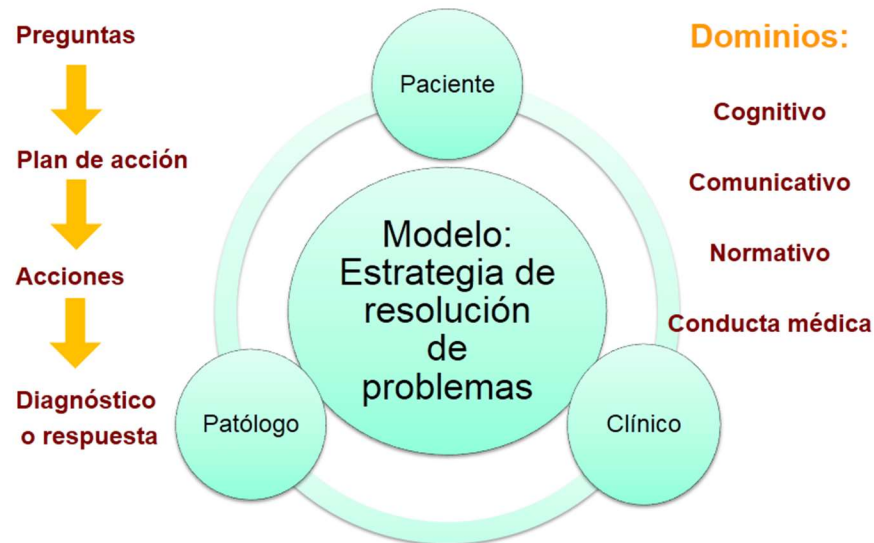 Preguntas
Plan de acción
Acciones
Diagnóstico
o respuesta
Paciente
Modelo:
Estrategia de
resolución
de
problemas
Patólogo
Clínico
Dominios:
Cognitivo
Comunicativo
Normativo
Conducta médica